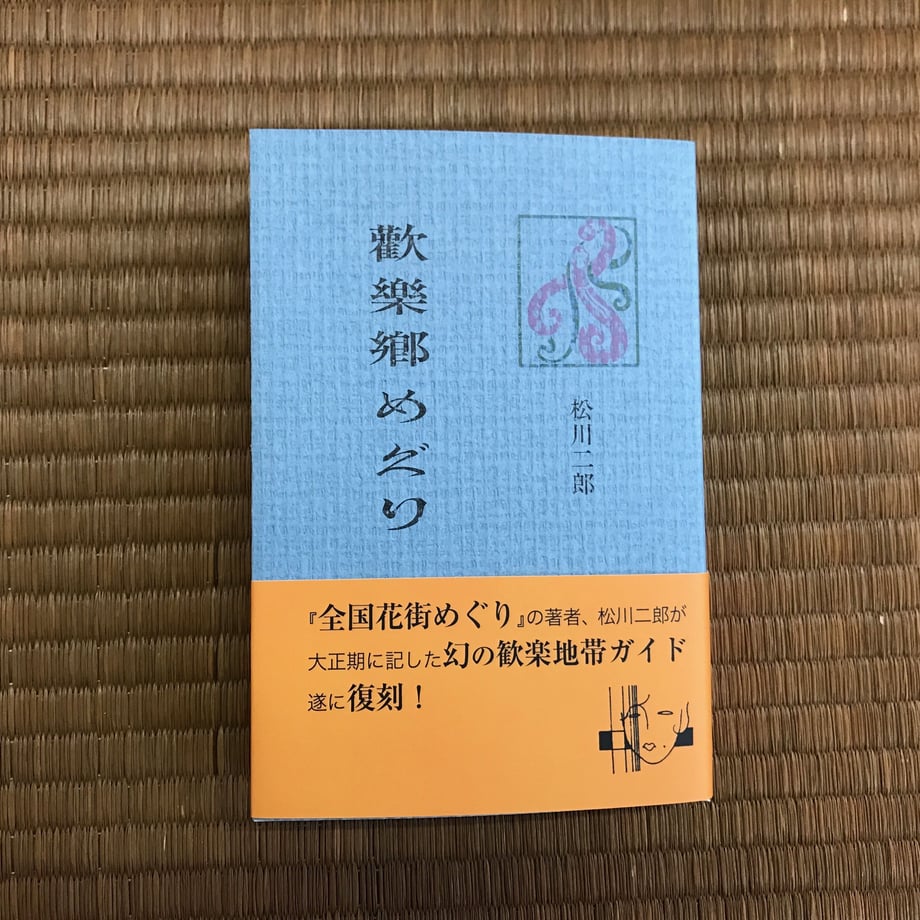 歡樂鄕めぐり
松川二郎
『全国花街めぐり』の著者、松川二郎が
大正期に記した幻の歓楽地帯ガイド
遂に復刻！